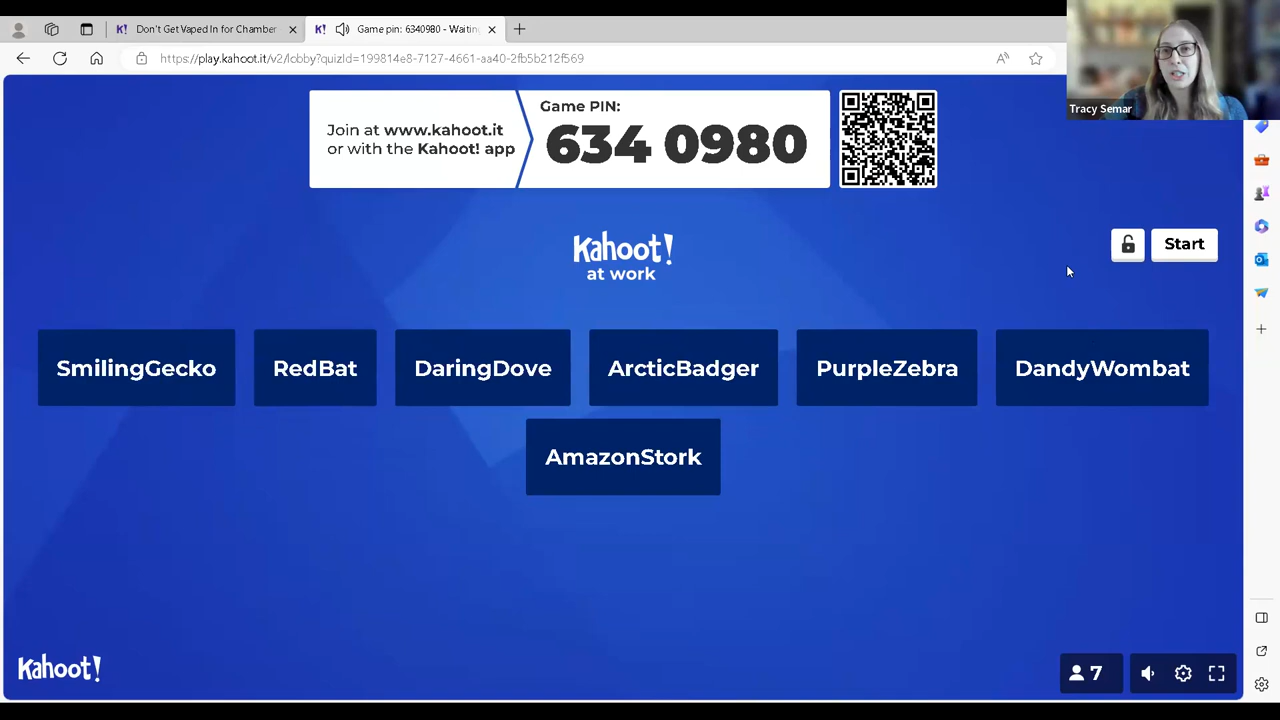 Don't Get Vaped In for Chamber
Game pin: 6340980 - Waitin
https://play.kahoot.it/v2/lobby?quizId=199814e8-7127-4661-aa40-2fb5b212f569
Tracy Semar
Join at www.kahoot.it
or with the Kahoot! app
Game PIN:
634 0980
Kahoot!
at work
Start
SmilingGecko
RedBat
DaringDove
ArcticBadger
PurpleZebra
DandyWombat
AmazonStork
Kahoot!
7